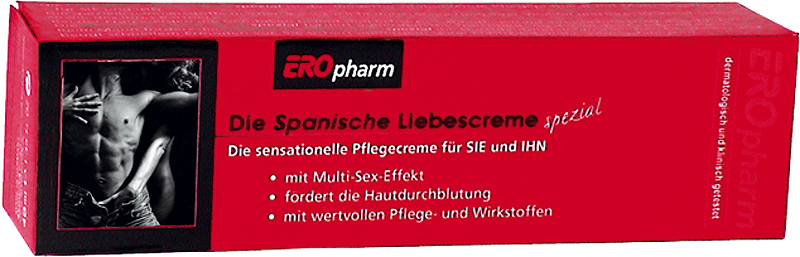 EROpharm
Die Spanische Liebescreme spezial
Die sensationelle Pflegecreme für SIE und IHN
• mit Multi-Sex-Effekt
• fördert die Hautdurchblutung
• mit wertvollen Pflege- und Wirkstoffen
EROpharm
dermatologisch und klinisch getestet